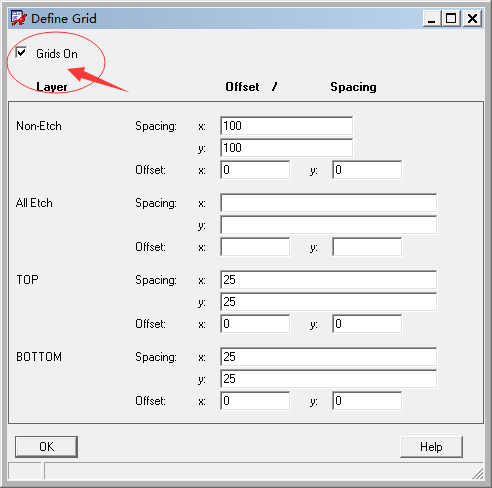 Define Grid
Grids On
Layer Offset / Spacing
Non-Etch Spacing: x: 100
y: 100
Offset: x: 0 y: 0
All Etch Spacing: x:
y:
Offset: x: y:
TOP Spacing: x: 25
y: 25
Offset: x: 0 y: 0
BOTTOM Spacing: x: 25
y: 25
Offset: x: 0 y: 0
OK Help